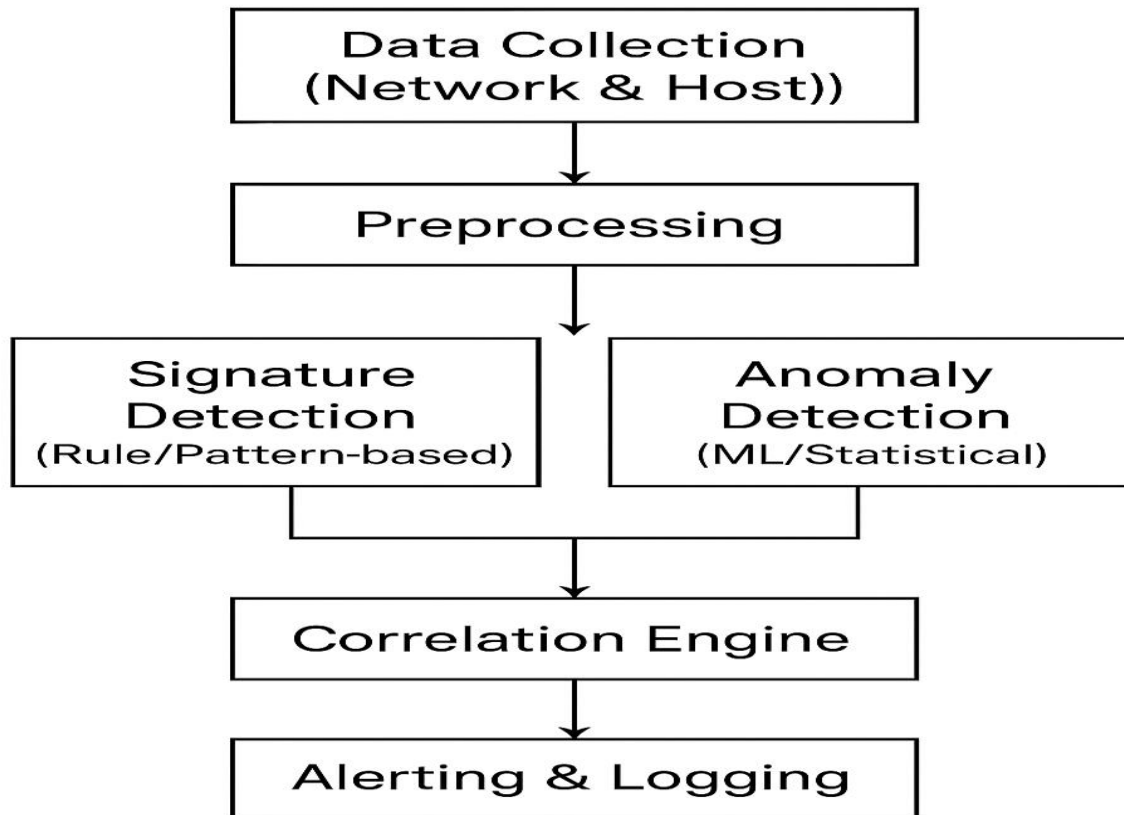 Data Collection
(Network & Host))
Preprocessing
Signature
Detection
(Rule/Pattern-based)
Anomaly
Detection
(ML/Statistical)
Correlation Engine
Alerting & Logging